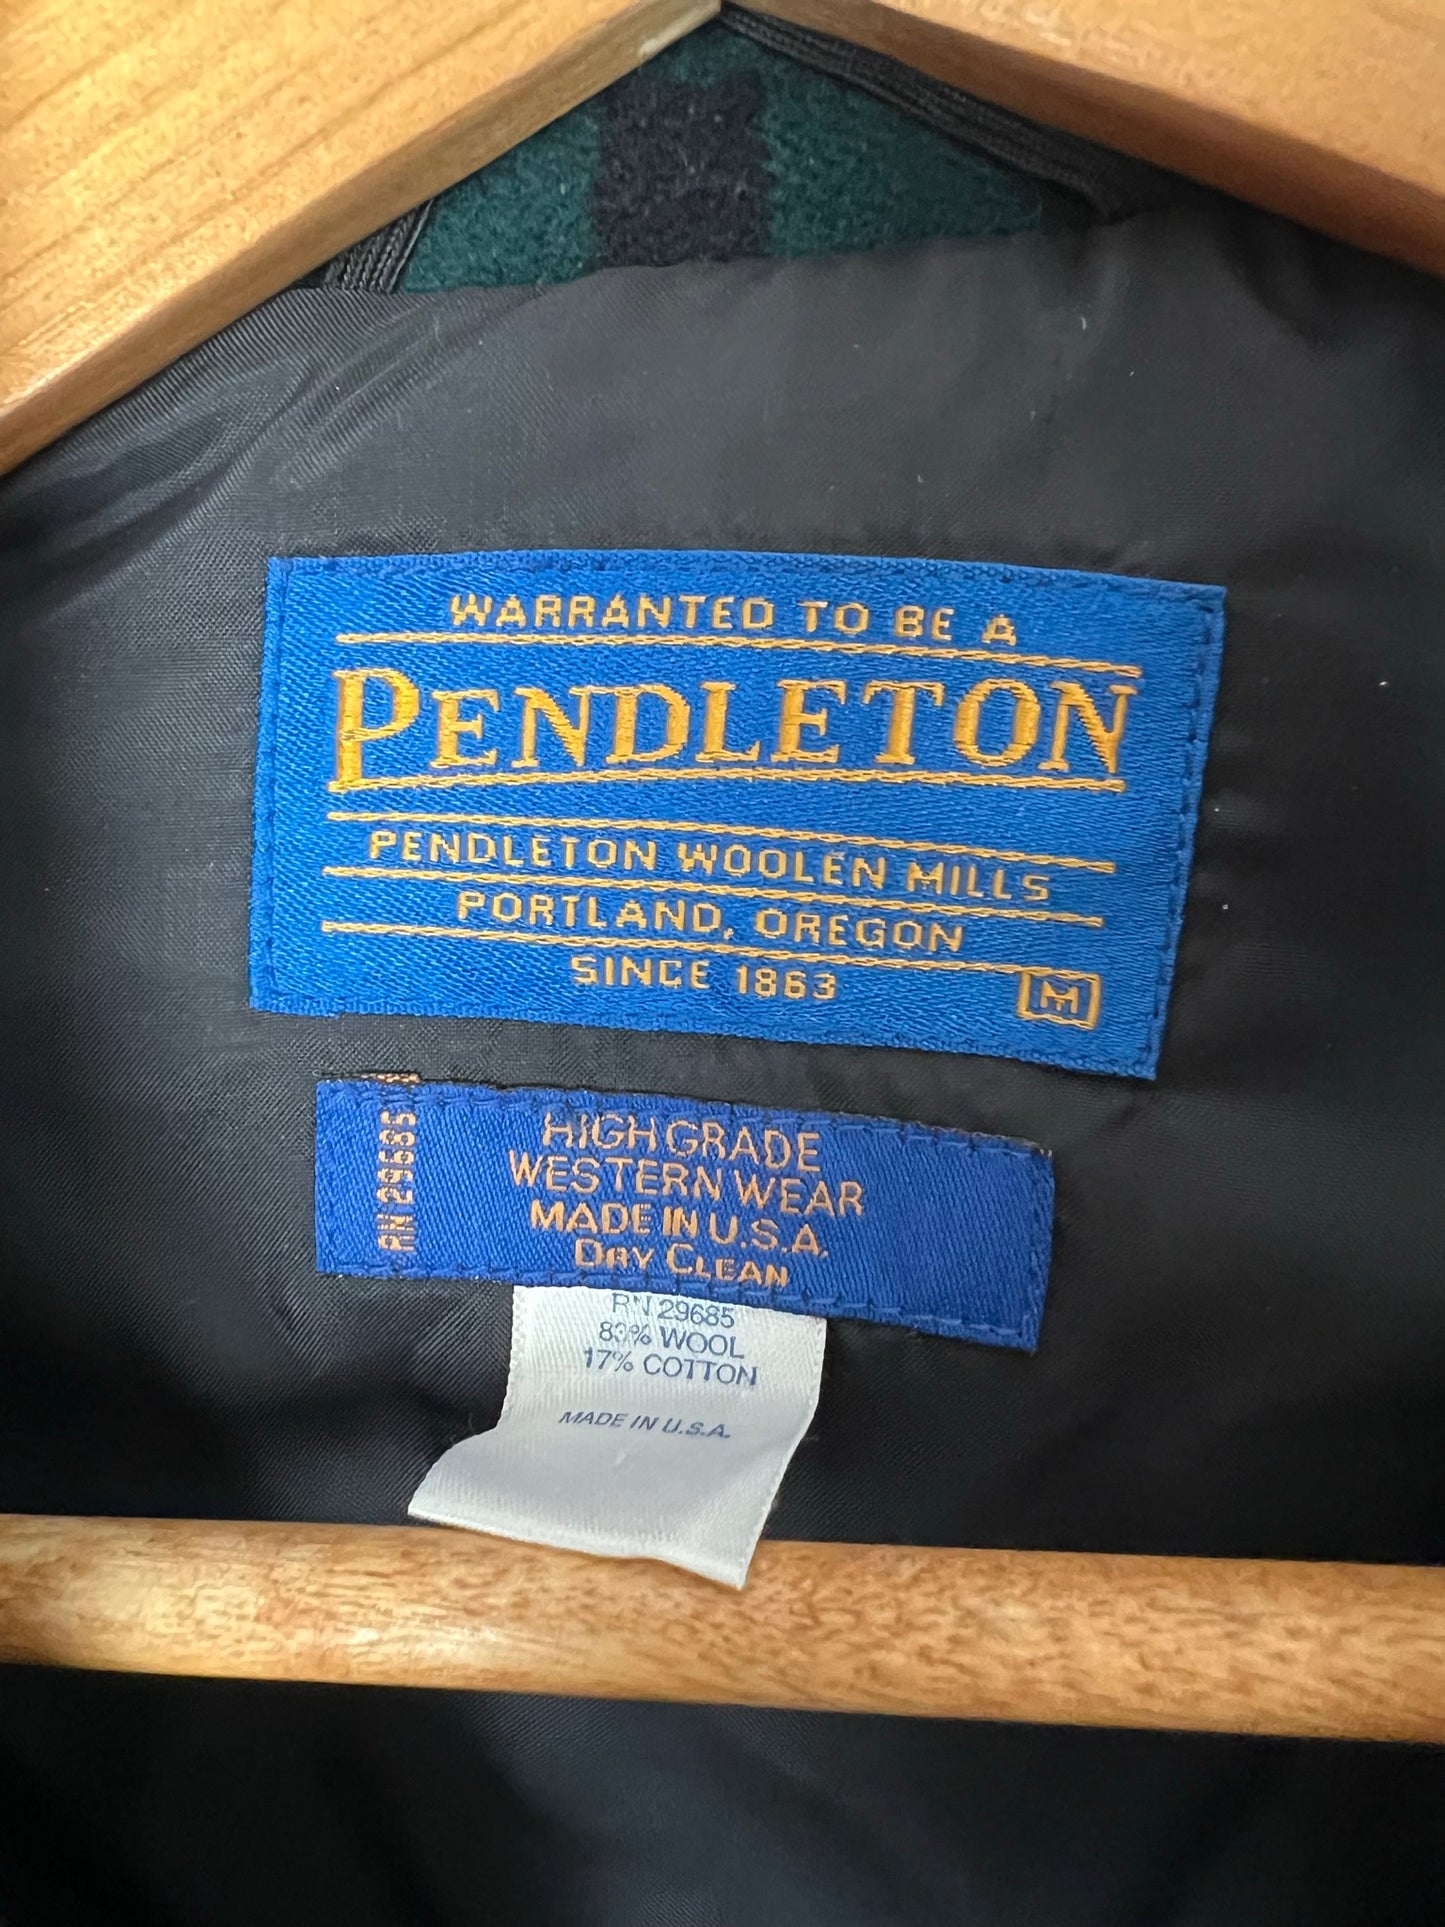 WARRANTED TO BE A
PENDLETON
PENDLETON WOOLEN MILLS
PORTLAND, OREGON
SINCE 1863
M
RN 29685
HIGH GRADE
WESTERN WEAR
MADE IN U.S.A.
DRY CLEAN
RN 29685
83% WOOL
17% COTTON
MADE IN U.S.A.